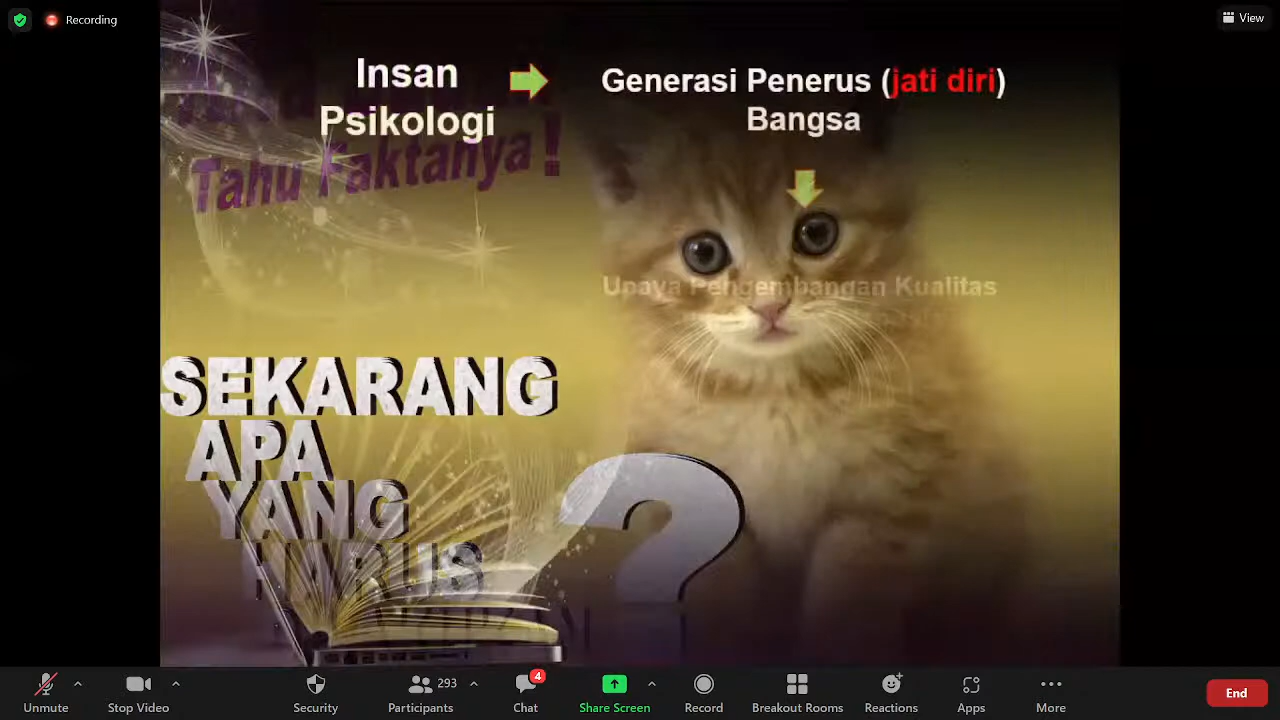 Recording
View
Insan
Psikologi
Generasi Penerus (jati diri)
Bangsa
Tahu Faktanya !
Upaya Pengembangan Kualitas
SEKARANG
APA
YANG
HARUS
?
Unmute
Stop Video
Security
293
Participants
4
Chat
Share Screen
Record
Breakout Rooms
Reactions
Apps
More
End